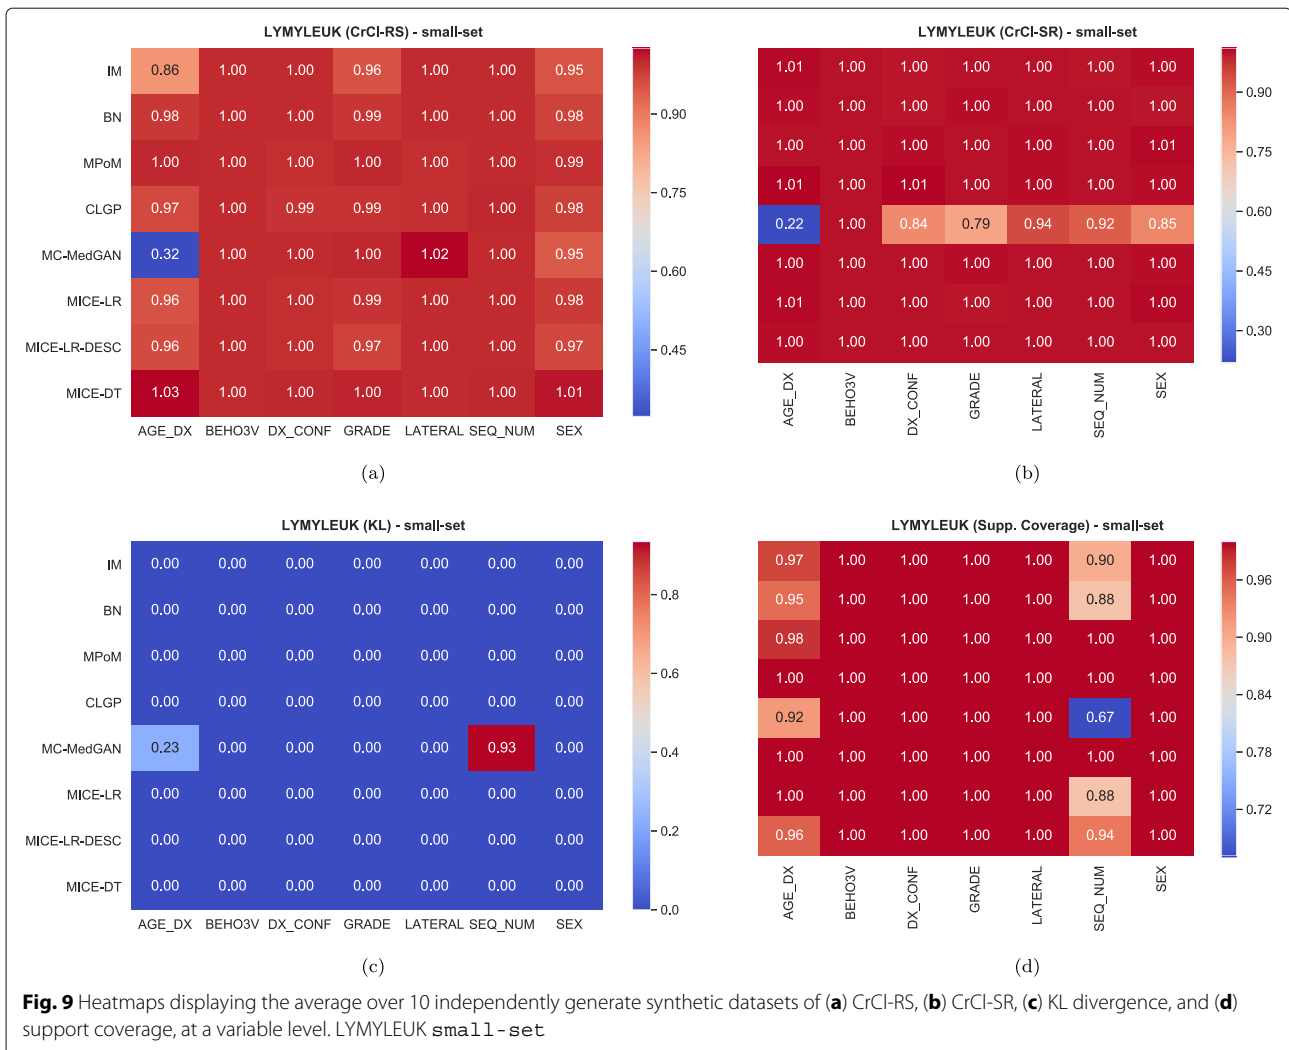 LYMYLEUK (CrCl-RS) - small-set
IM 0.86 1.00 1.00 0.96 1.00 1.00 0.95
BN 0.98 1.00 1.00 0.99 1.00 1.00 0.98
MPoM 1.00 1.00 1.00 1.00 1.00 1.00 0.99
CLGP 0.97 1.00 0.99 0.99 1.00 1.00 0.98
MC-MedGAN 0.32 1.00 1.00 1.00 1.02 1.00 0.95
MICE-LR 0.96 1.00 1.00 0.99 1.00 1.00 0.98
MICE-LR-DESC 0.96 1.00 1.00 0.97 1.00 1.00 0.97
MICE-DT 1.03 1.00 1.00 1.00 1.00 1.00 1.01
AGE_DX BEHO3V DX_CONF GRADE LATERAL SEQ_NUM SEX
0.90
0.75
0.60
0.45
(a)
LYMYLEUK (CrCl-SR) - small-set
1.01 1.00 1.00 1.00 1.00 1.00 1.00
1.00 1.00 1.00 1.00 1.00 1.00 1.00
1.00 1.00 1.00 1.00 1.00 1.00 1.01
1.01 1.00 1.01 1.00 1.00 1.00 1.00
0.22 1.00 0.84 0.79 0.94 0.92 0.85
1.00 1.00 1.00 1.00 1.00 1.00 1.00
1.01 1.00 1.00 1.00 1.00 1.00 1.00
1.00 1.00 1.00 1.00 1.00 1.00 1.00
AGE_DX BEHO3V DX_CONF GRADE LATERAL SEQ_NUM SEX
0.90
0.75
0.60
0.45
0.30
(b)
LYMYLEUK (KL) - small-set
IM 0.00 0.00 0.00 0.00 0.00 0.00 0.00
BN 0.00 0.00 0.00 0.00 0.00 0.00 0.00
MPoM 0.00 0.00 0.00 0.00 0.00 0.00 0.00
CLGP 0.00 0.00 0.00 0.00 0.00 0.00 0.00
MC-MedGAN 0.23 0.00 0.00 0.00 0.00 0.93 0.00
MICE-LR 0.00 0.00 0.00 0.00 0.00 0.00 0.00
MICE-LR-DESC 0.00 0.00 0.00 0.00 0.00 0.00 0.00
MICE-DT 0.00 0.00 0.00 0.00 0.00 0.00 0.00
AGE_DX BEHO3V DX_CONF GRADE LATERAL SEQ_NUM SEX
0.8
0.6
0.4
0.2
0.0
(c)
LYMYLEUK (Supp. Coverage) - small-set
0.97 1.00 1.00 1.00 1.00 0.90 1.00
0.95 1.00 1.00 1.00 1.00 0.88 1.00
0.98 1.00 1.00 1.00 1.00 1.00 1.00
1.00 1.00 1.00 1.00 1.00 1.00 1.00
0.92 1.00 1.00 1.00 1.00 0.67 1.00
1.00 1.00 1.00 1.00 1.00 1.00 1.00
1.00 1.00 1.00 1.00 1.00 0.88 1.00
0.96 1.00 1.00 1.00 1.00 0.94 1.00
AGE_DX BEHO3V DX_CONF GRADE LATERAL SEQ_NUM SEX
0.96
0.90
0.84
0.78
0.72
(d)
Fig. 9 Heatmaps displaying the average over 10 independently generate synthetic datasets of (a) CrCl-RS, (b) CrCl-SR, (c) KL divergence, and (d)
support coverage, at a variable level. LYMYLEUK small-set